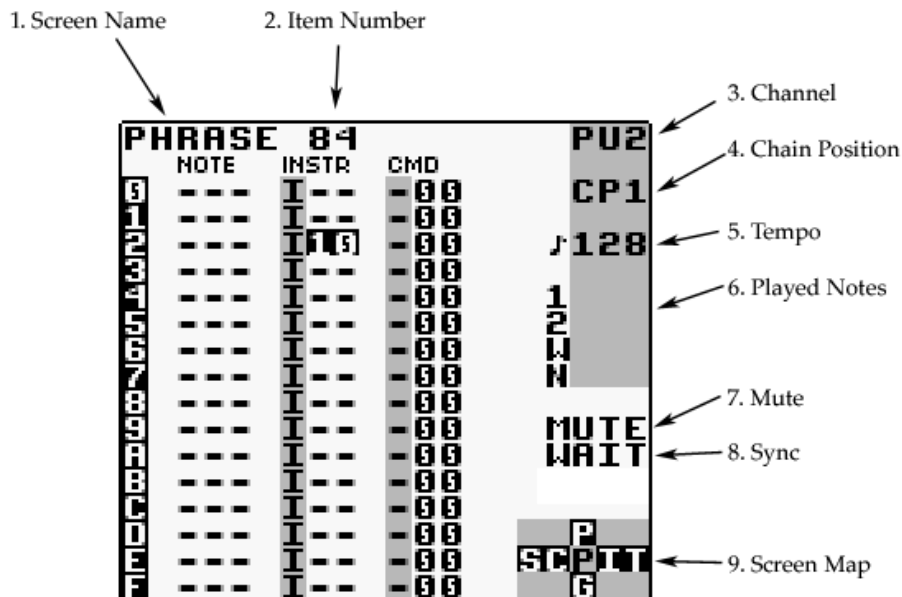 1. Screen Name
2. Item Number
3. Channel
4. Chain Position
5. Tempo
6. Played Notes
7. Mute
8. Sync
9. Screen Map
PHRASE 84 PU2
NOTE INSTR CMD
0 --- I-- -00 CP1
1 --- I-- -00
2 --- I10 -00 ♪128
3 --- I-- -00
4 --- I-- -00 1
5 --- I-- -00 2
6 --- I-- -00 W
7 --- I-- -00 N
8 --- I-- -00
9 --- I-- -00 MUTE
A --- I-- -00 WAIT
B --- I-- -00
C --- I-- -00
D --- I-- -00 P
E --- I-- -00 SCPIT
F --- I-- -00 G